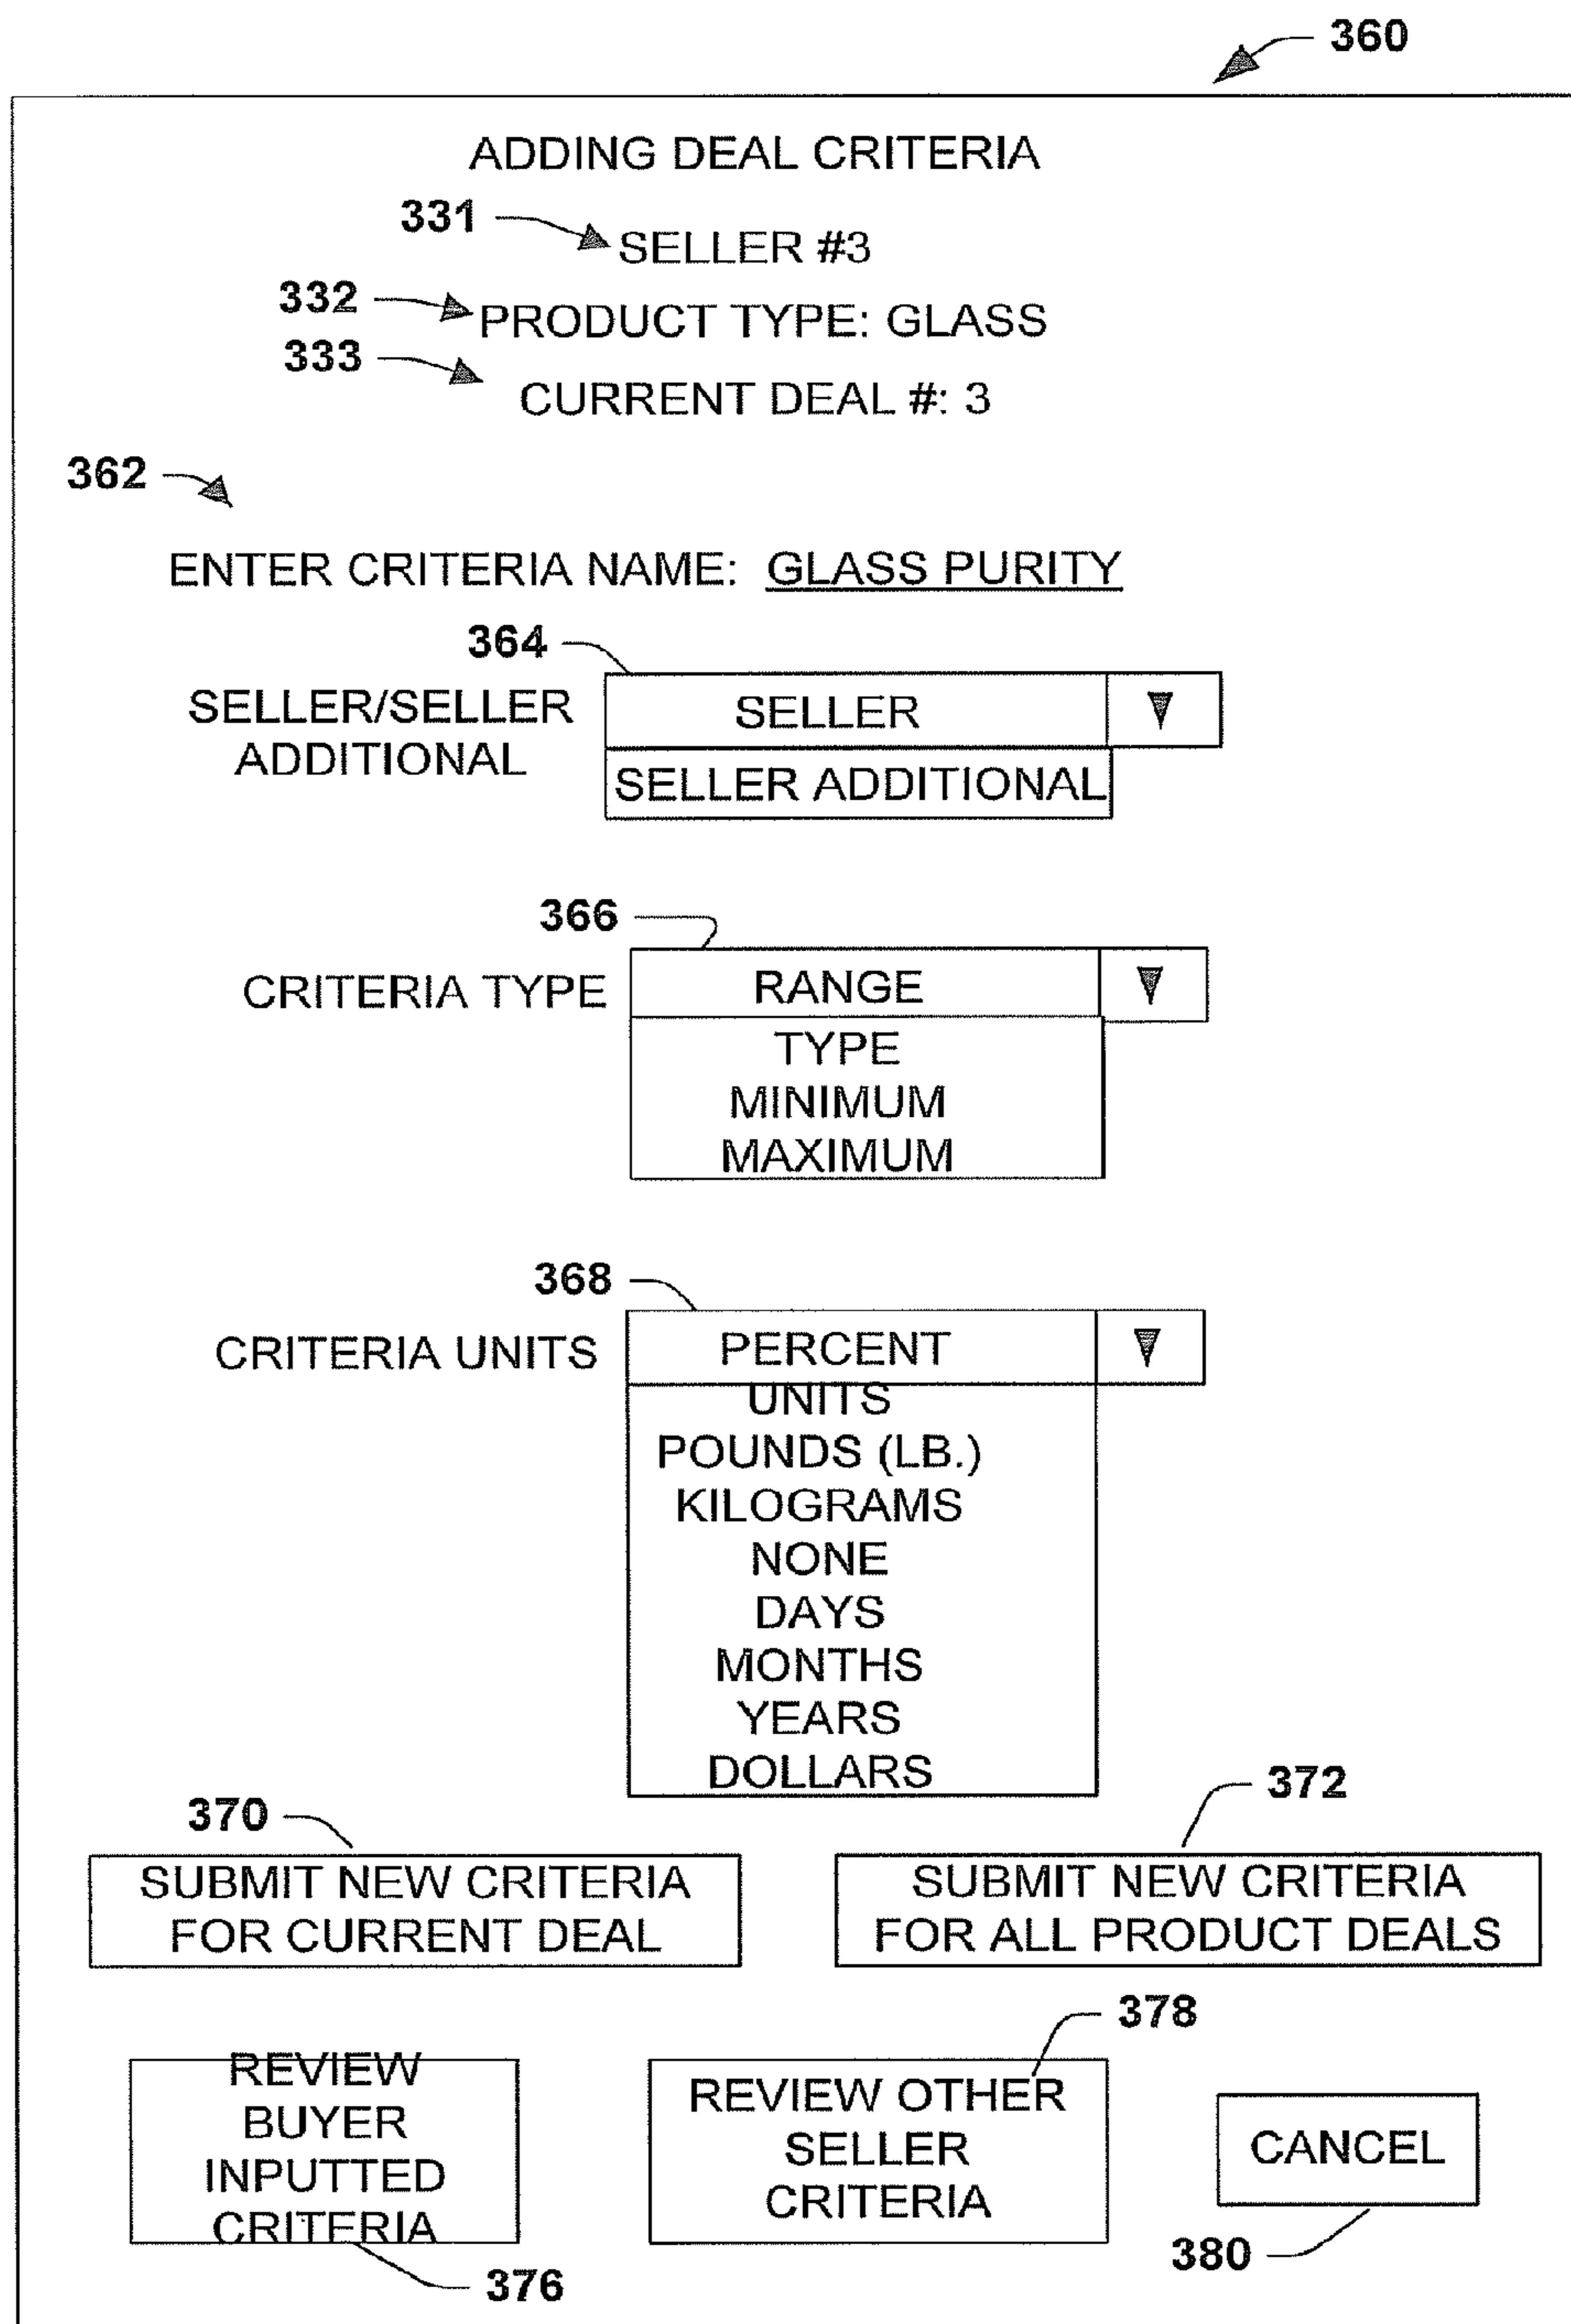 360
ADDING DEAL CRITERIA
331
SELLER #3
332
PRODUCT TYPE: GLASS
333
CURRENT DEAL #: 3
362
ENTER CRITERIA NAME: GLASS PURITY
364
SELLER/SELLER
ADDITIONAL
SELLER
SELLER ADDITIONAL
366
CRITERIA TYPE
RANGE
TYPE
MINIMUM
MAXIMUM
368
CRITERIA UNITS
PERCENT
UNITS
POUNDS (LB.)
KILOGRAMS
NONE
DAYS
MONTHS
YEARS
DOLLARS
370
SUBMIT NEW CRITERIA
FOR CURRENT DEAL
372
SUBMIT NEW CRITERIA
FOR ALL PRODUCT DEALS
REVIEW
BUYER
INPUTTED
CRITERIA
376
378
REVIEW OTHER
SELLER
CRITERIA
CANCEL
380